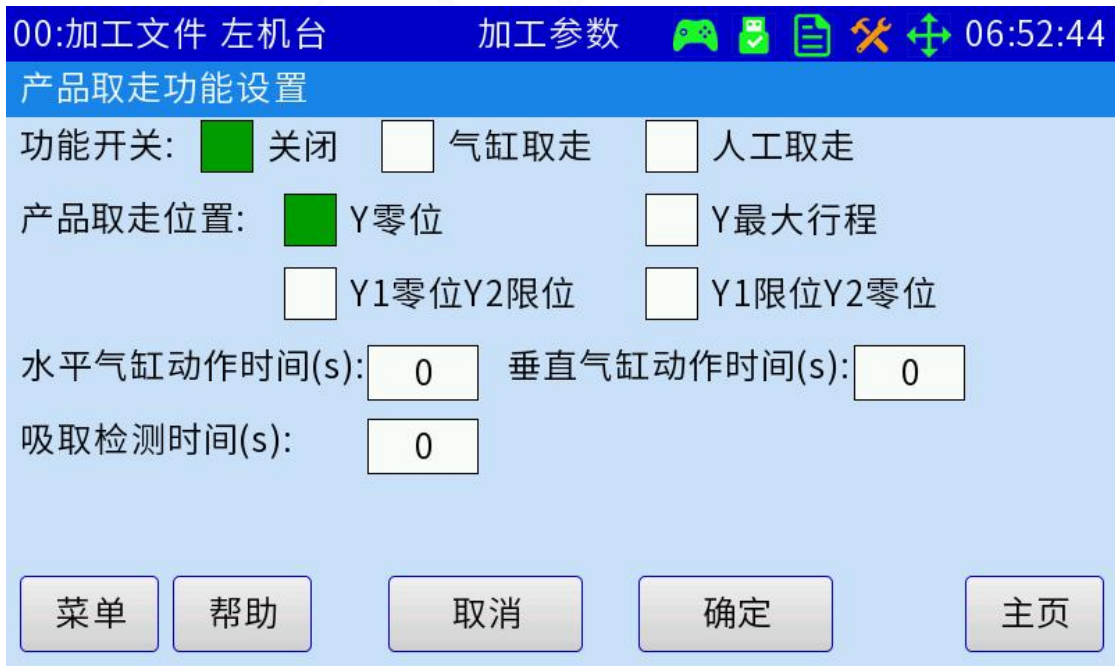 00:加工文件 左机台 加工参数 06:52:44
产品取走功能设置
功能开关: 关闭 气缸取走 人工取走
产品取走位置: Y零位 Y最大行程
Y1零位Y2限位 Y1限位Y2零位
水平气缸动作时间(s): 0 垂直气缸动作时间(s): 0
吸取检测时间(s): 0
菜单 帮助 取消 确定 主页